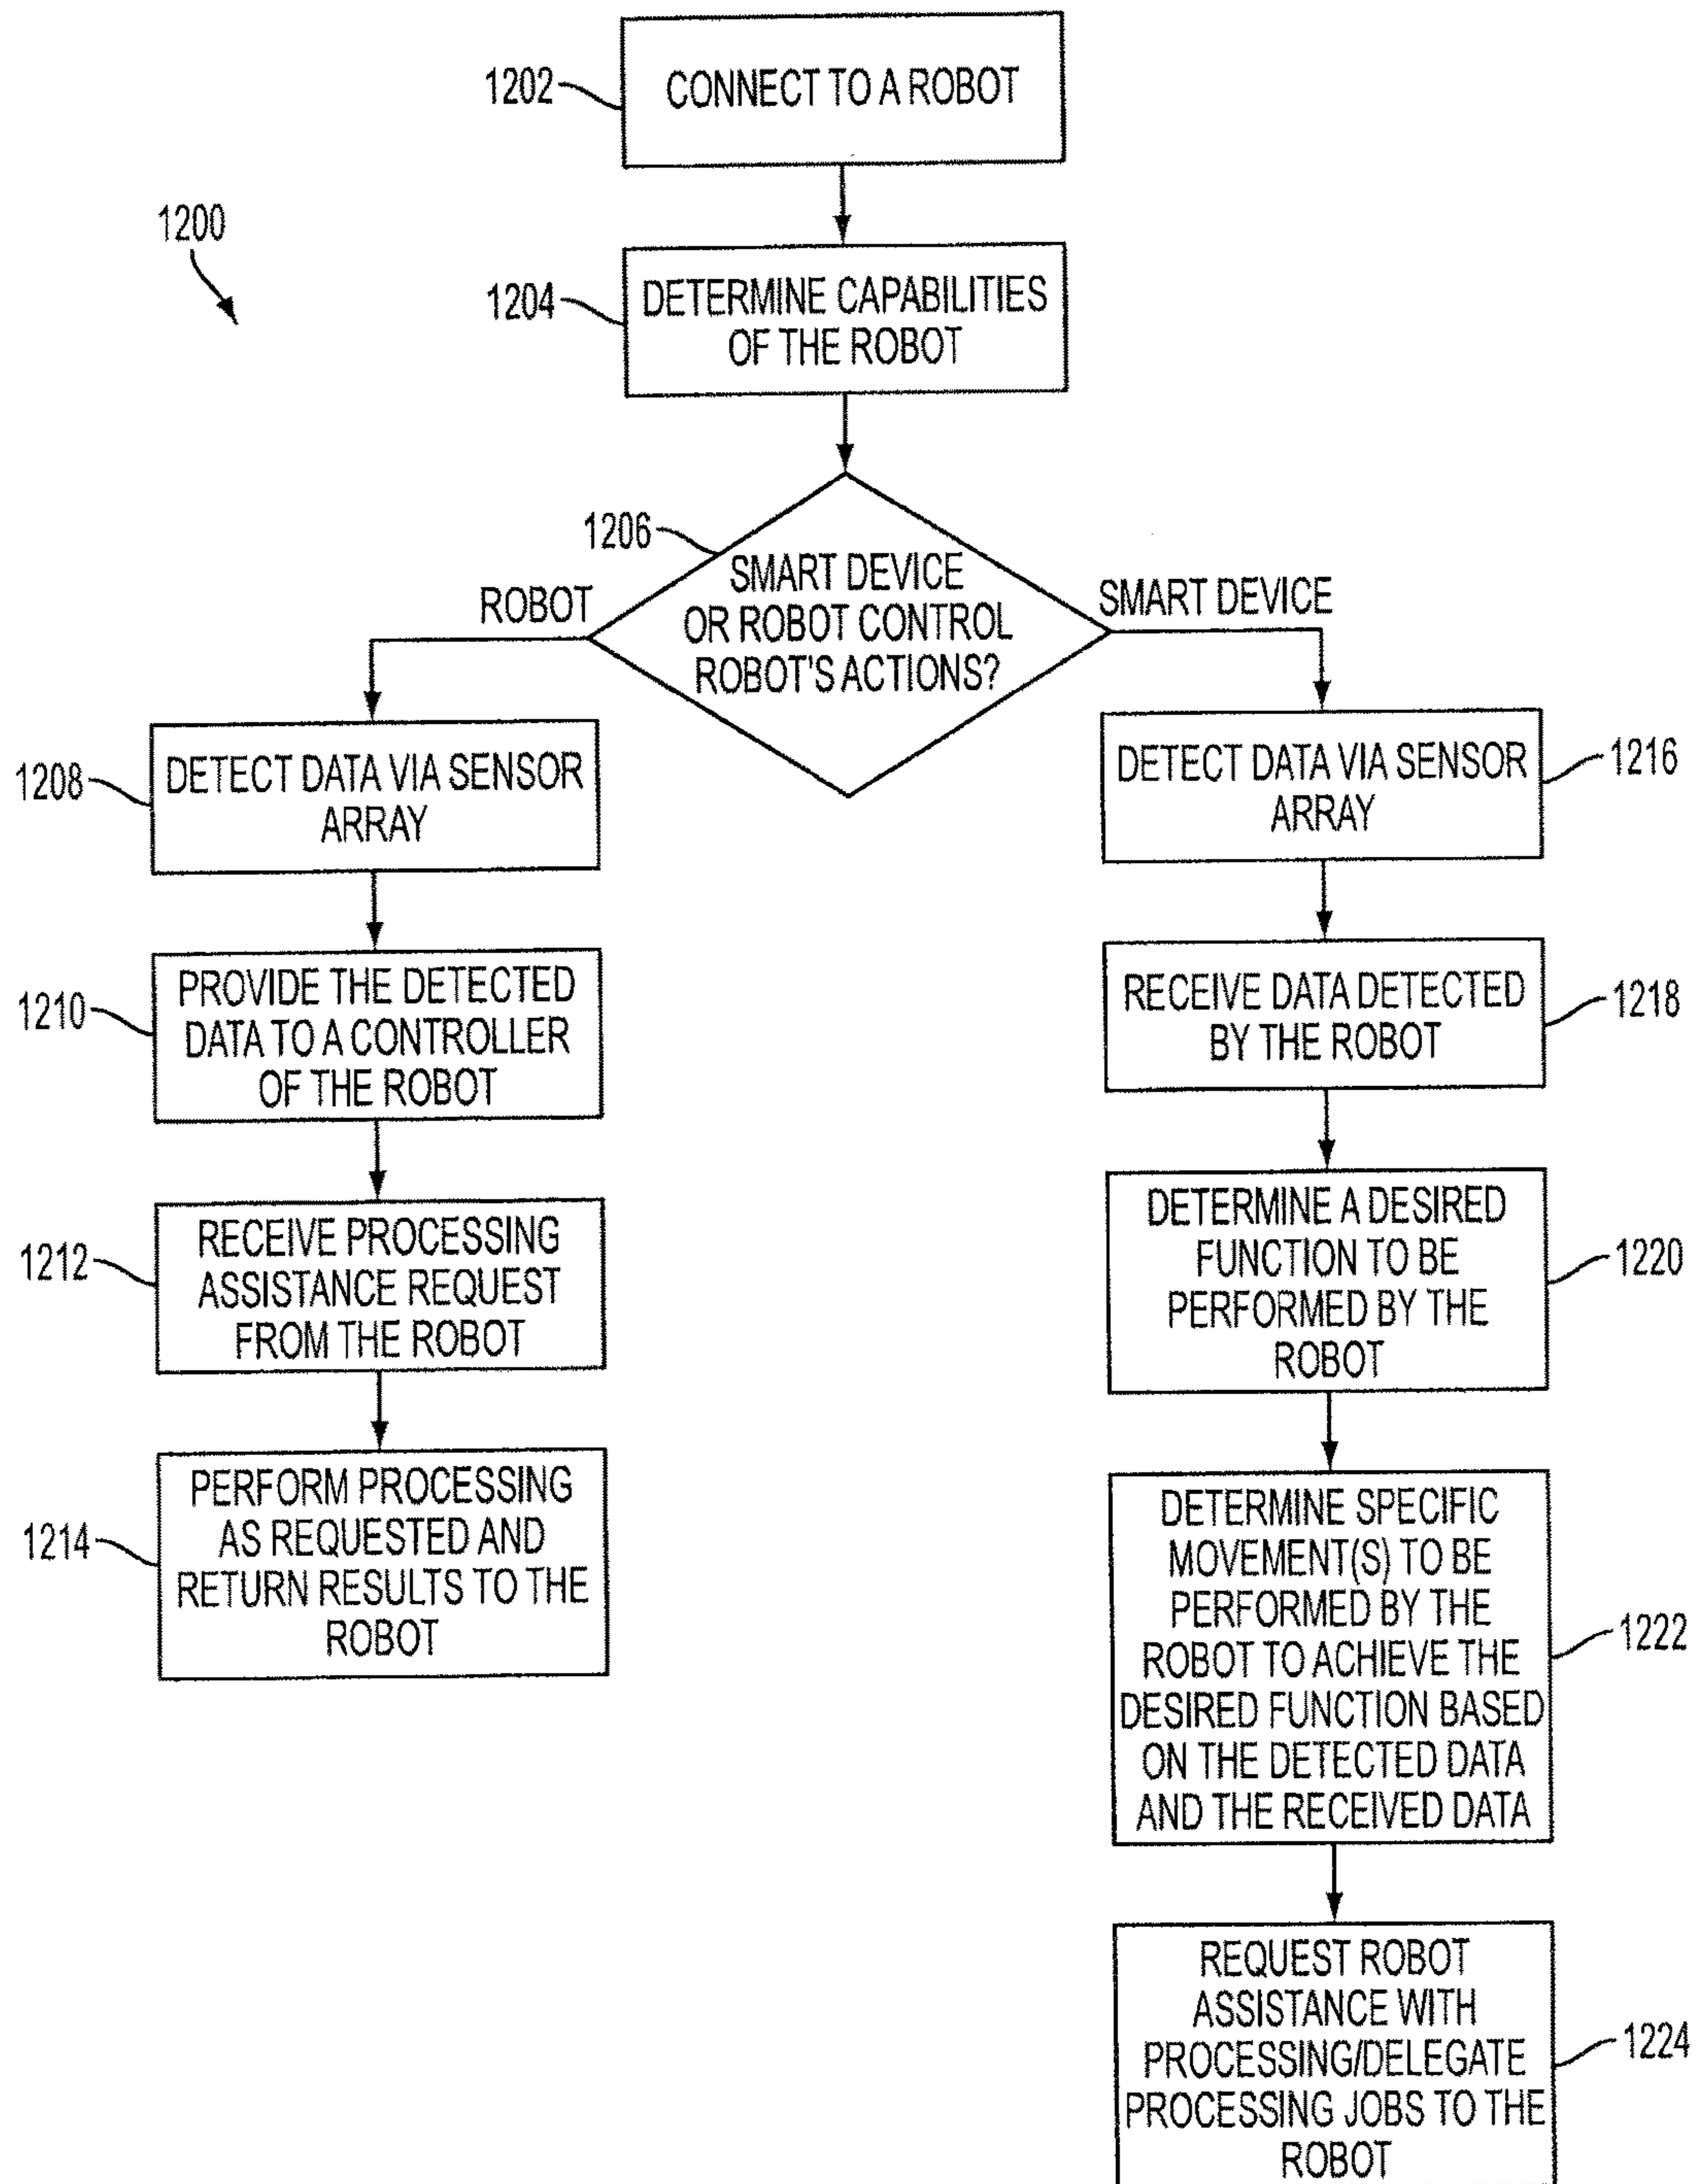 1202
CONNECT TO A ROBOT
1200
1204
DETERMINE CAPABILITIES
OF THE ROBOT
1206
SMART DEVICE
OR ROBOT CONTROL
ROBOT'S ACTIONS?
ROBOT
SMART DEVICE
1208
DETECT DATA VIA SENSOR
ARRAY
1210
PROVIDE THE DETECTED
DATA TO A CONTROLLER
OF THE ROBOT
1212
RECEIVE PROCESSING
ASSISTANCE REQUEST
FROM THE ROBOT
1214
PERFORM PROCESSING
AS REQUESTED AND
RETURN RESULTS TO THE
ROBOT
DETECT DATA VIA SENSOR
ARRAY
1216
RECEIVE DATA DETECTED
BY THE ROBOT
1218
DETERMINE A DESIRED
FUNCTION TO BE
PERFORMED BY THE
ROBOT
1220
DETERMINE SPECIFIC
MOVEMENT(S) TO BE
PERFORMED BY THE
ROBOT TO ACHIEVE THE
DESIRED FUNCTION BASED
ON THE DETECTED DATA
AND THE RECEIVED DATA
1222
REQUEST ROBOT
ASSISTANCE WITH
PROCESSING/DELEGATE
PROCESSING JOBS TO THE
ROBOT
1224